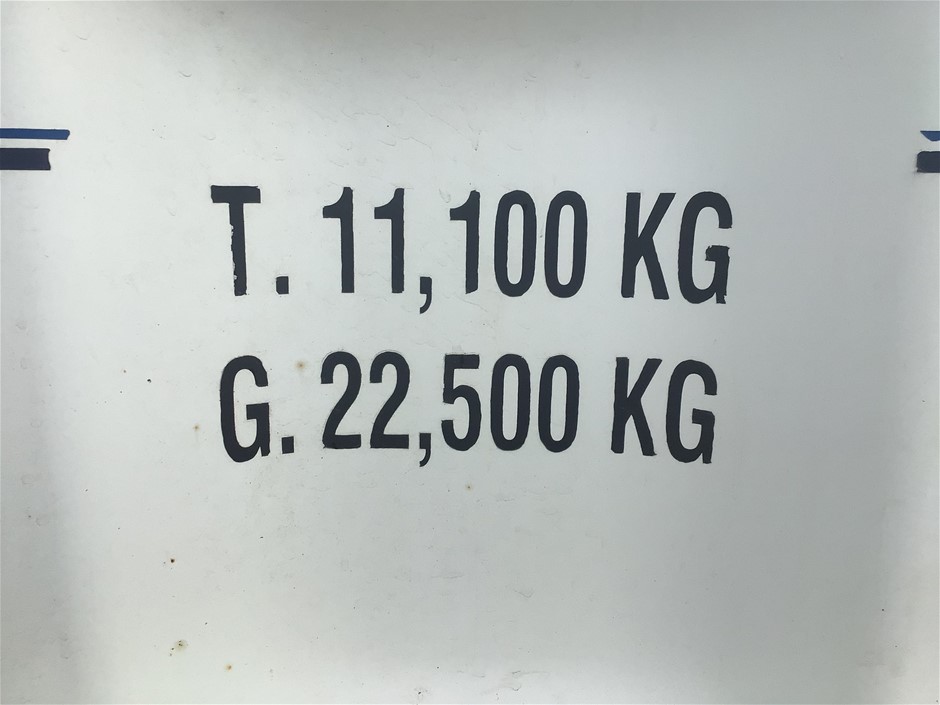 T. 11,100 KG
G. 22,500 KG